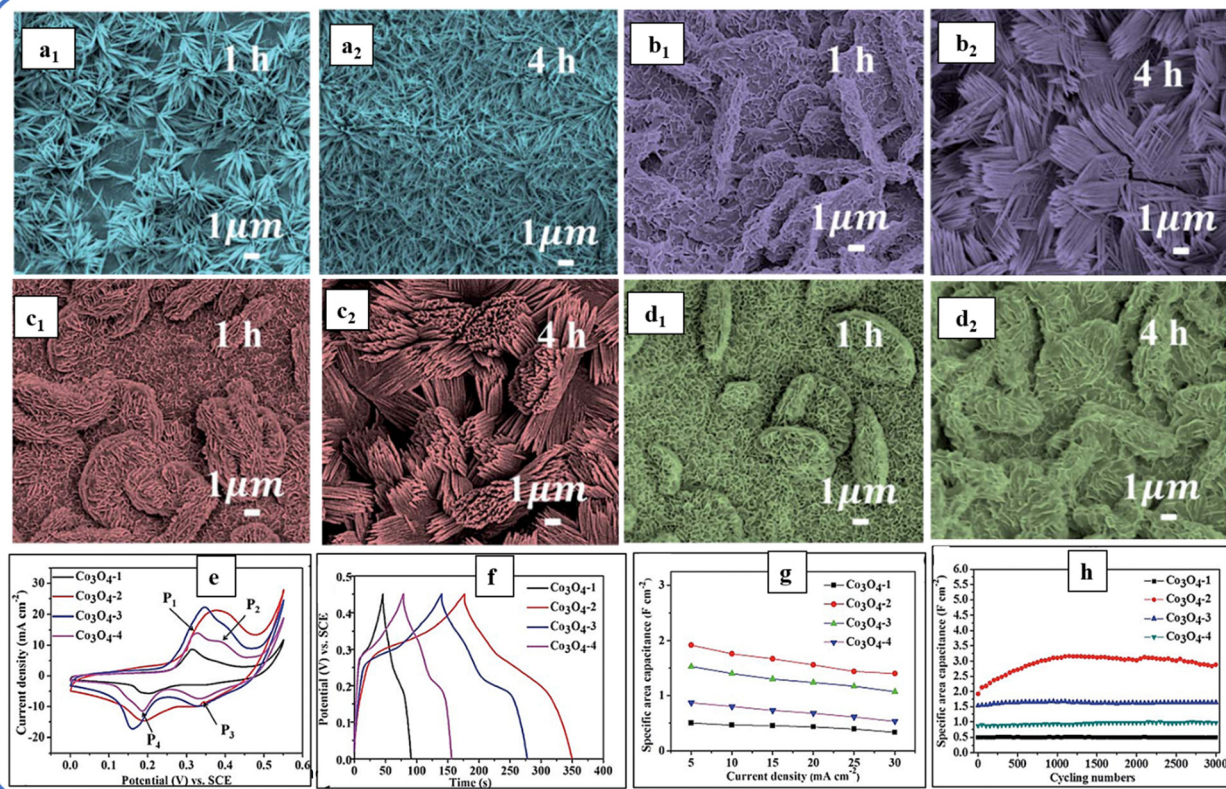 a₁
1 h
1 μm
a₂
4 h
1 μm
b₁
1 h
1μm
b₂
4 h
1 μm
c₁
1 h
1μm
c₂
4 h
1μm
d₁
1 h
1μm
d₂
4 h
1μm
e
Co₃O₄-1
Co₃O₄-2
Co₃O₄-3
Co₃O₄-4
P₁
P₂
P₃
P₄
Current density (mA cm⁻²)
30
20
10
0
-10
-20
0.0 0.1 0.2 0.3 0.4 0.5 0.6
Potential (V) vs. SCE
f
Co₃O₄-1
Co₃O₄-2
Co₃O₄-3
Co₃O₄-4
Potential (V) vs. SCE
0.5
0.4
0.3
0.2
0.1
0.0
0 50 100 150 200 250 300 350 400
Time (s)
g
Co₃O₄-1
Co₃O₄-2
Co₃O₄-3
Co₃O₄-4
Specific area capacitance (F cm⁻²)
3
2
1
0
5 10 15 20 25 30
Current density (mA cm⁻²)
h
Co₃O₄-1
Co₃O₄-2
Co₃O₄-3
Co₃O₄-4
Specific area capacitance (F cm⁻²)
6.0
5.5
5.0
4.5
4.0
3.5
3.0
2.5
2.0
1.5
1.0
0.5
0.0
0 500 1000 1500 2000 2500 3000
Cycling numbers